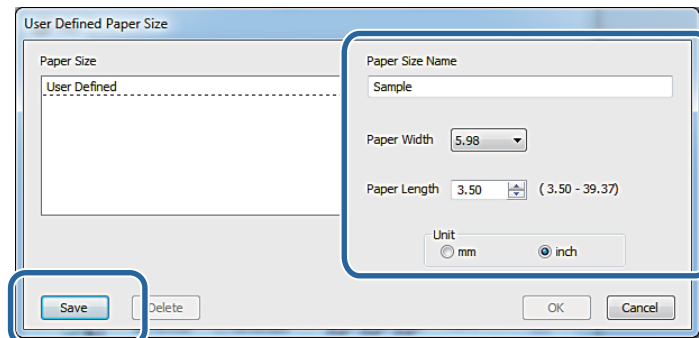 User Defined Paper Size
Paper Size
User Defined
Paper Size Name
Sample
Paper Width 5.98
Paper Length 3.50 ( 3.50 - 39.37)
Unit
mm inch
Save Delete OK Cancel